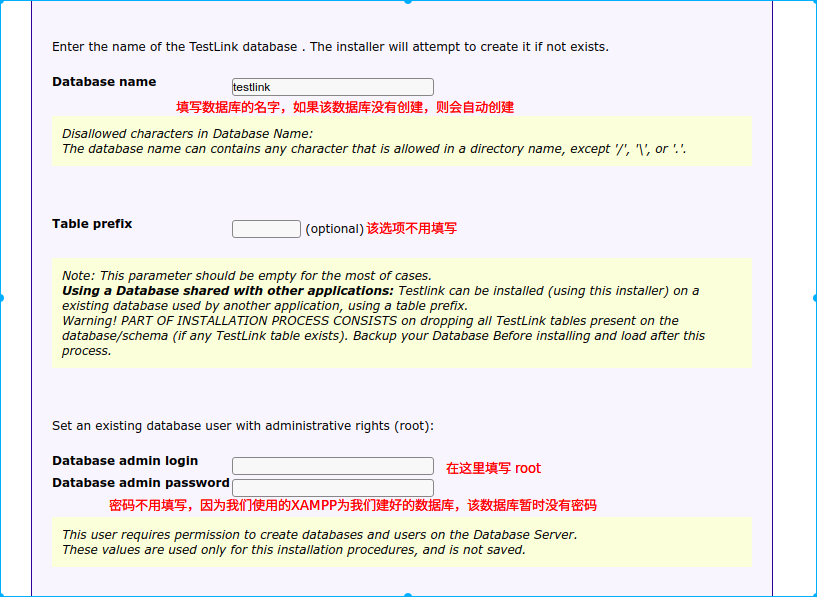 Enter the name of the TestLink database . The installer will attempt to create it if not exists.
Database name testlink
填写数据库的名字，如果该数据库没有创建，则会自动创建
Disallowed characters in Database Name:
The database name can contains any character that is allowed in a directory name, except '/', '\', or '.'.
Table prefix (optional) 该选项不用填写
Note: This parameter should be empty for the most of cases.
Using a Database shared with other applications: Testlink can be installed (using this installer) on a
existing database used by another application, using a table prefix.
Warning! PART OF INSTALLATION PROCESS CONSISTS on dropping all TestLink tables present on the
database/schema (if any TestLink table exists). Backup your Database Before installing and load after this
process.
Set an existing database user with administrative rights (root):
Database admin login 在这里填写 root
Database admin password
密码不用填写，因为我们使用的XAMPP为我们建好的数据库，该数据库暂时没有密码
This user requires permission to create databases and users on the Database Server.
These values are used only for this installation procedures, and is not saved.